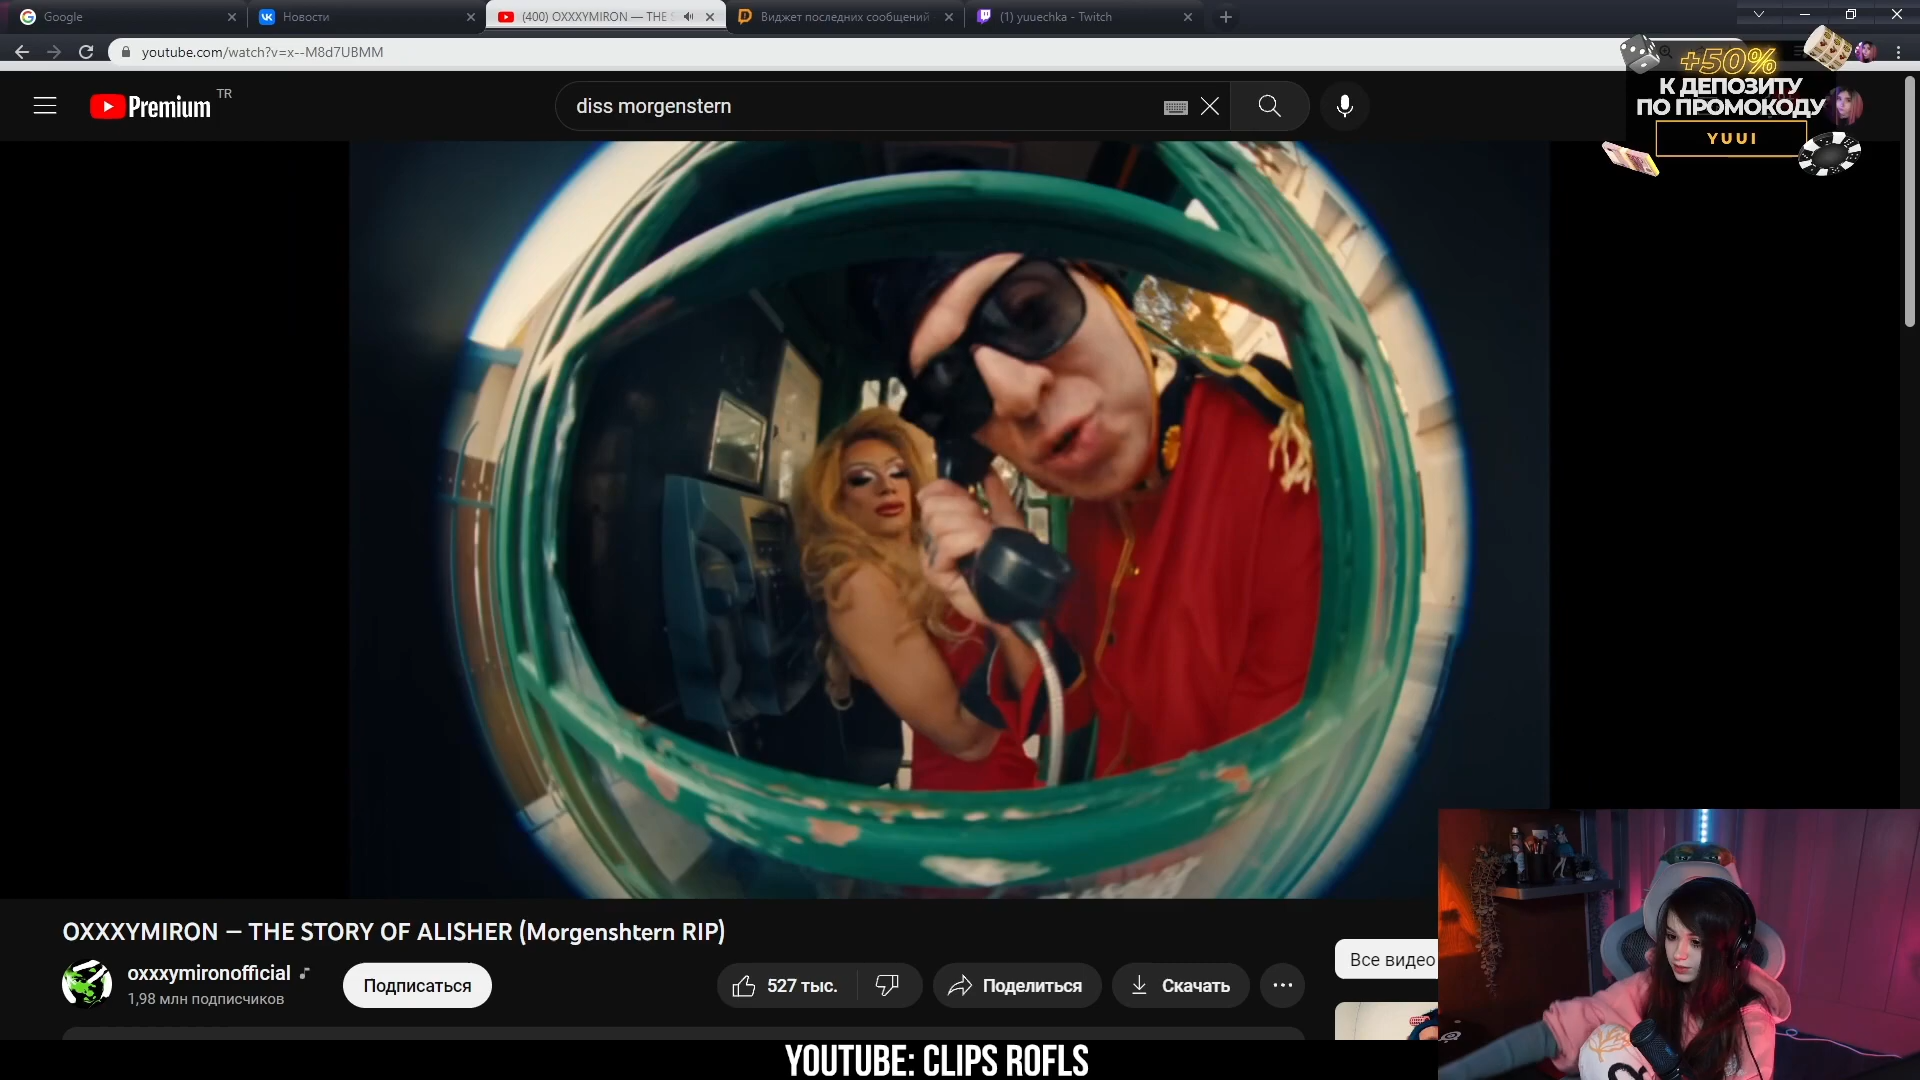 Google
Новости
(400) OXXXYMIRON — THE S
Виджет последних сообщений
(1) yuuechka - Twitch
youtube.com/watch?v=x--M8d7UBMM
+50%
К ДЕПОЗИТУ
ПО ПРОМОКОДУ
YUUI
Premium TR
diss morgenstern
OXXXYMIRON – THE STORY OF ALISHER (Morgenshtern RIP)
oxxxymironofficial
1,98 млн подписчиков
Подписаться
527 тыс.
Поделиться
Скачать
Все видео
YOUTUBE: CLIPS ROFLS